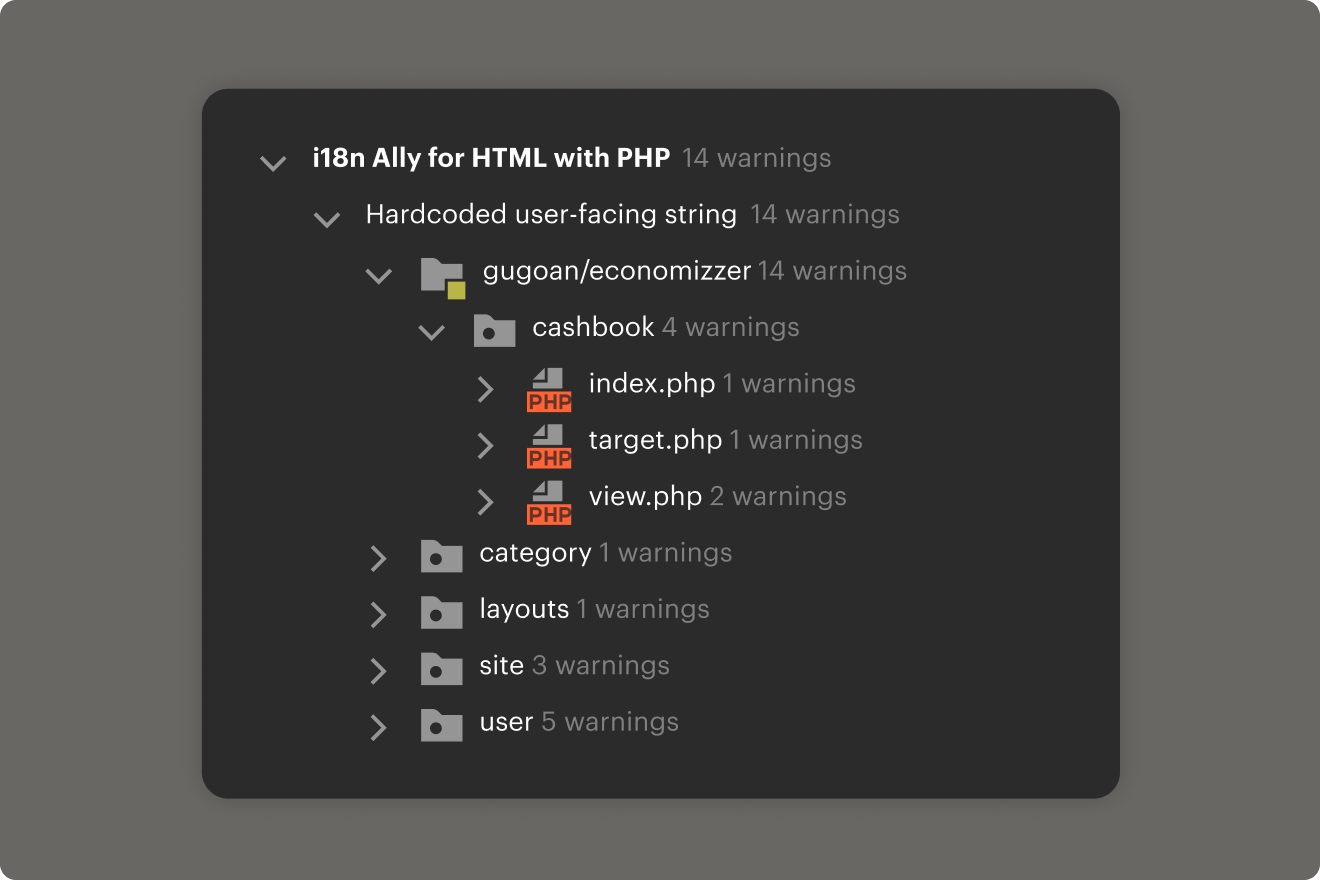 i18n Ally for HTML with PHP 14 warnings
Hardcoded user-facing string 14 warnings
gugoan/economizzer 14 warnings
cashbook 4 warnings
PHP index.php 1 warnings
PHP target.php 1 warnings
PHP view.php 2 warnings
category 1 warnings
layouts 1 warnings
site 3 warnings
user 5 warnings